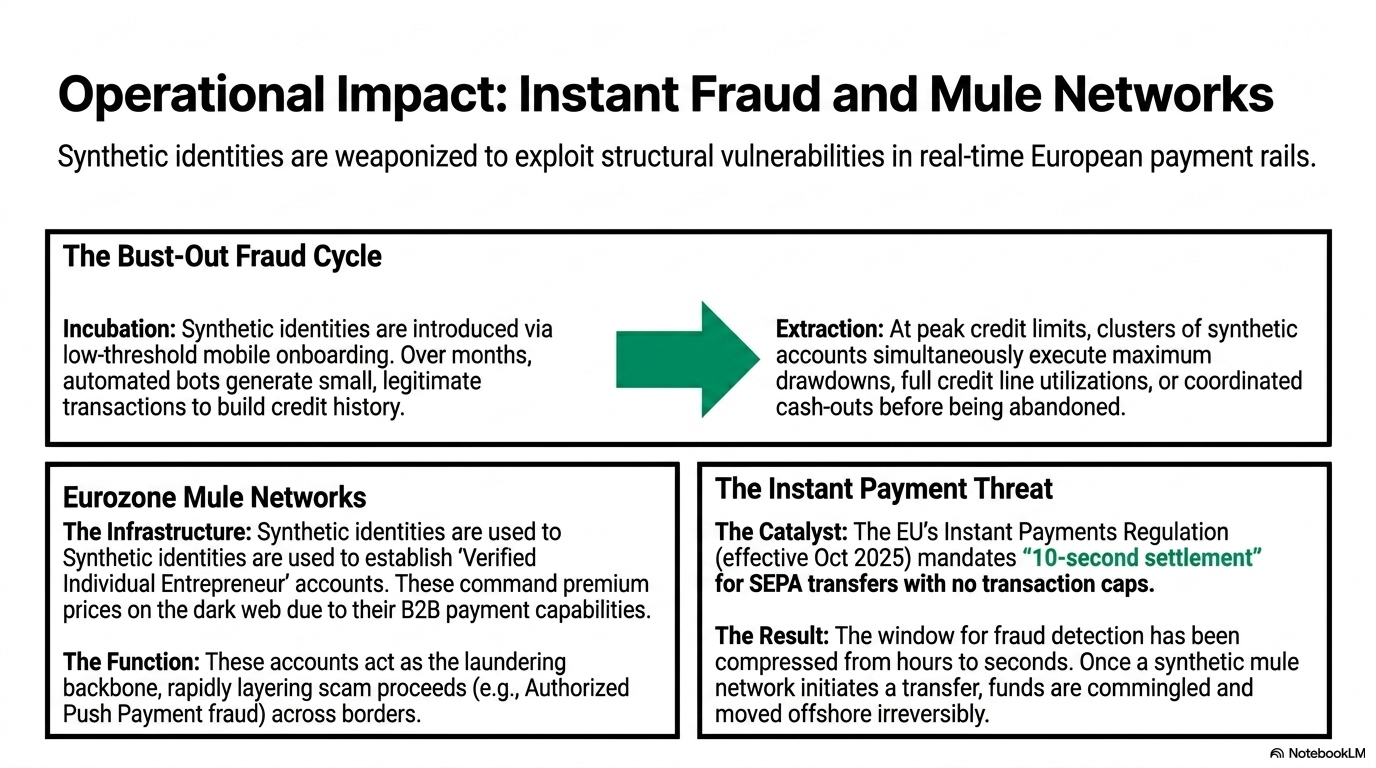 Operational Impact: Instant Fraud and Mule Networks
Synthetic identities are weaponized to exploit structural vulnerabilities in real-time European payment rails.
The Bust-Out Fraud Cycle
Incubation: Synthetic identities are introduced via
low-threshold mobile onboarding. Over months,
automated bots generate small, legitimate
transactions to build credit history.
Extraction: At peak credit limits, clusters of synthetic
accounts simultaneously execute maximum
drawdowns, full credit line utilizations, or coordinated
cash-outs before being abandoned.
Eurozone Mule Networks
The Infrastructure: Synthetic identities are used to
Synthetic identities are used to establish ‘Verified
Individual Entrepreneur’ accounts. These command premium
prices on the dark web due to their B2B payment capabilities.
The Function: These accounts act as the laundering
backbone, rapidly layering scam proceeds (e.g., Authorized
Push Payment fraud) across borders.
The Instant Payment Threat
The Catalyst: The EU’s Instant Payments Regulation
(effective Oct 2025) mandates “10-second settlement”
for SEPA transfers with no transaction caps.
The Result: The window for fraud detection has been
compressed from hours to seconds. Once a synthetic mule
network initiates a transfer, funds are commingled and
moved offshore irreversibly.
NotebookLM